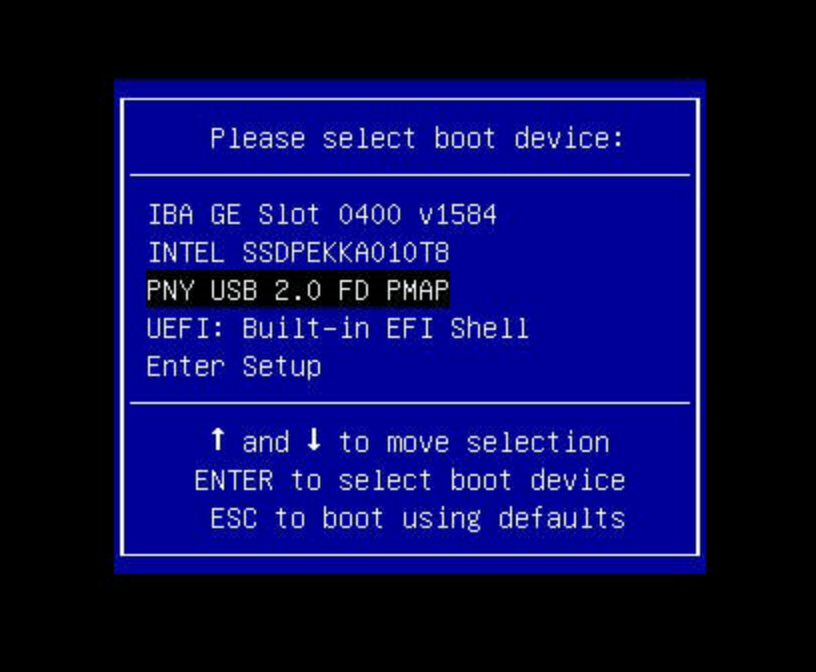 Please select boot device:
IBA GE Slot 0400 v1584
INTEL SSDPEKKA010T8
PNY USB 2.0 FD PMAP
UEFI: Built-in EFI Shell
Enter Setup
↑ and ↓ to move selection
ENTER to select boot device
ESC to boot using defaults